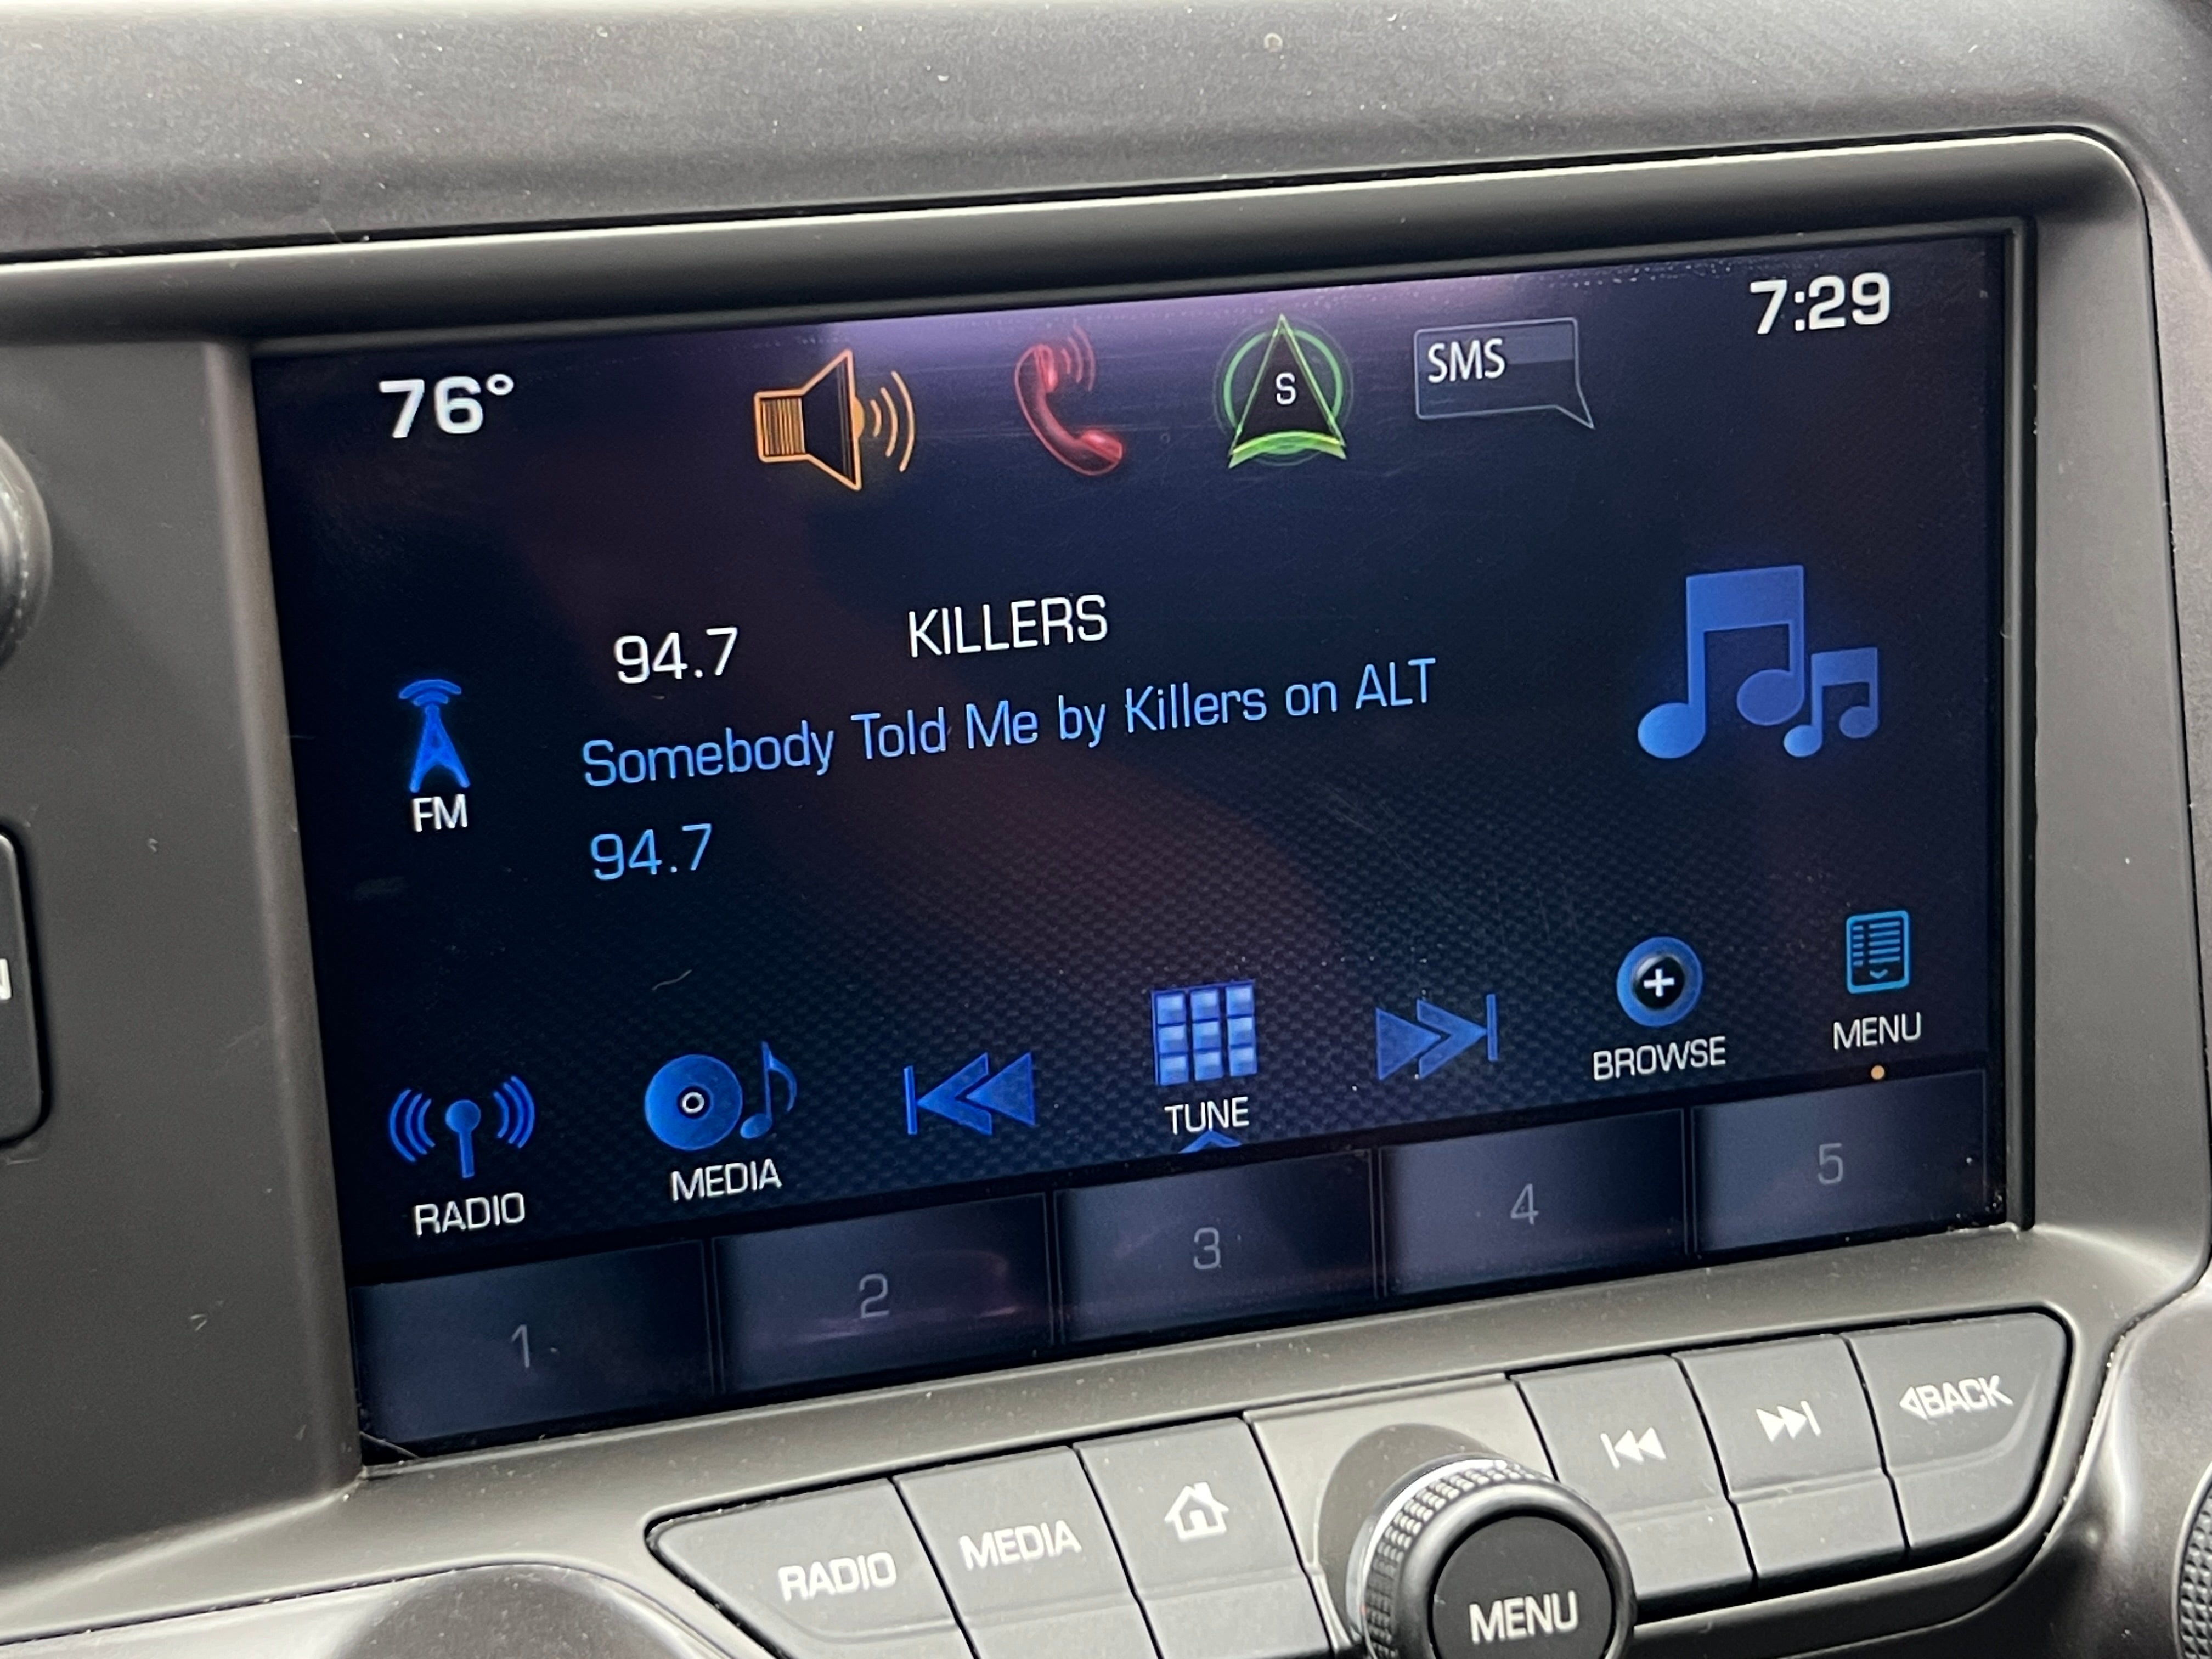 76°
SMS
7:29
S
94.7 KILLERS
Somebody Told Me by Killers on ALT
94.7
FM
RADIO
MEDIA
TUNE
BROWSE
MENU
1 2 3 4 5
RADIO MEDIA MENU BACK